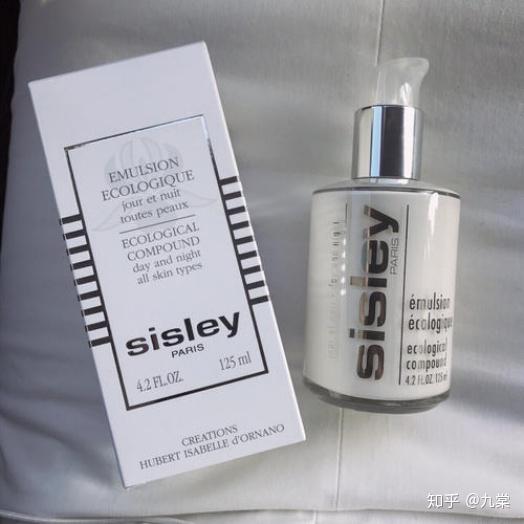 EMULSION
ECOLOGIQUE
jour et nuit
toutes peaux
ECOLOGICAL
COMPOUND
day and night
all skin types
sisley
PARIS
4.2 FL.OZ. 125 ml
CREATIONS
HUBERT ISABELLE d'ORNANO
sisley
PARIS
émulsion
écologique
ecological
compound
4.2 Fl.OZ. 125 ml
知乎 @九棠